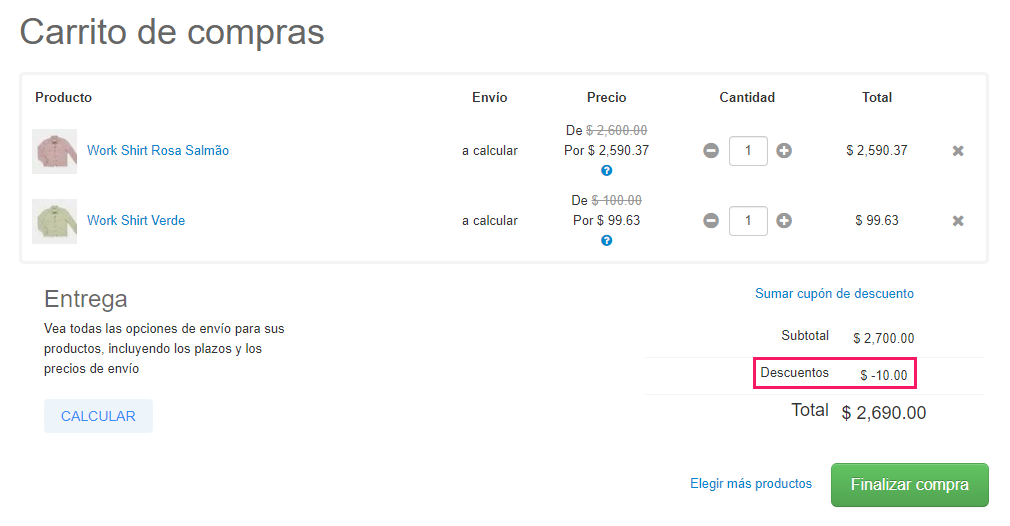 Carrito de compras
Producto Envío Precio Cantidad Total
De $ 2,600.00
Work Shirt Rosa Salmão a calcular Por $ 2,590.37 1 $ 2,590.37
?
De $ 100.00
Work Shirt Verde a calcular Por $ 99.63 1 $ 99.63
?
Entrega
Vea todas las opciones de envío para sus
productos, incluyendo los plazos y los
precios de envío
CALCULAR
Sumar cupón de descuento
Subtotal $ 2,700.00
Descuentos $ -10.00
Total $ 2,690.00
Elegir más productos Finalizar compra